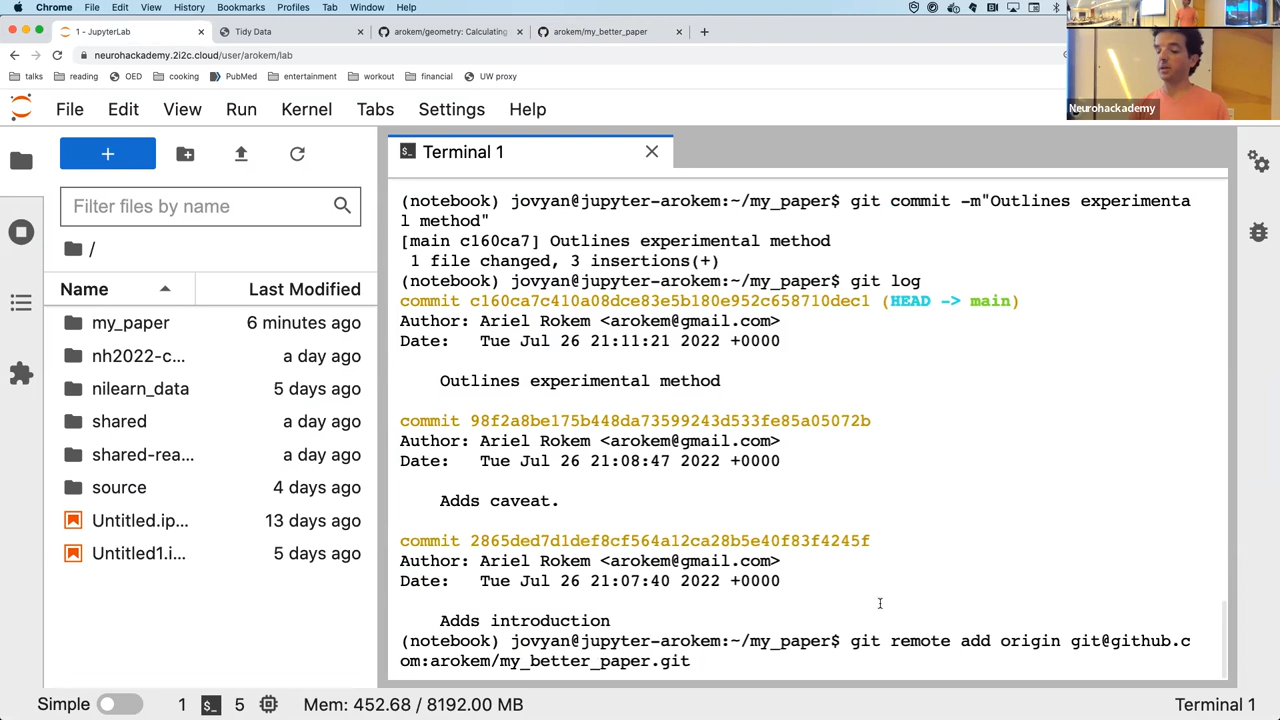 Chrome File Edit View History Bookmarks Profiles Tab Window Help
1 - JupyterLab
Tidy Data
arokem/geometry: Calculating
arokem/my_better_paper
neurohackademy.2i2c.cloud/user/arokem/lab
talks reading OED cooking PubMed entertainment workout financial UW proxy
Neurohackademy
File Edit View Run Kernel Tabs Settings Help
Terminal 1
Filter files by name
/
Name Last Modified
my_paper 6 minutes ago
nh2022-c... a day ago
nilearn_data 5 days ago
shared a day ago
shared-rea... a day ago
source 4 days ago
Untitled.ip... 13 days ago
Untitled1.i... 5 days ago
(notebook) jovyan@jupyter-arokem:~/my_paper$ git commit -m"Outlines experimenta
l method"
[main c160ca7] Outlines experimental method
1 file changed, 3 insertions(+)
(notebook) jovyan@jupyter-arokem:~/my_paper$ git log
commit c160ca7c410a08dce83e5b180e952c658710dec1 (HEAD -> main)
Author: Ariel Rokem <arokem@gmail.com>
Date: Tue Jul 26 21:11:21 2022 +0000
Outlines experimental method
commit 98f2a8be175b448da73599243d533fe85a05072b
Author: Ariel Rokem <arokem@gmail.com>
Date: Tue Jul 26 21:08:47 2022 +0000
Adds caveat.
commit 2865ded7d1def8cf564a12ca28b5e40f83f4245f
Author: Ariel Rokem <arokem@gmail.com>
Date: Tue Jul 26 21:07:40 2022 +0000
Adds introduction
(notebook) jovyan@jupyter-arokem:~/my_paper$ git remote add origin git@github.c
om:arokem/my_better_paper.git
Simple 1 5 Mem: 452.68 / 8192.00 MB Terminal 1